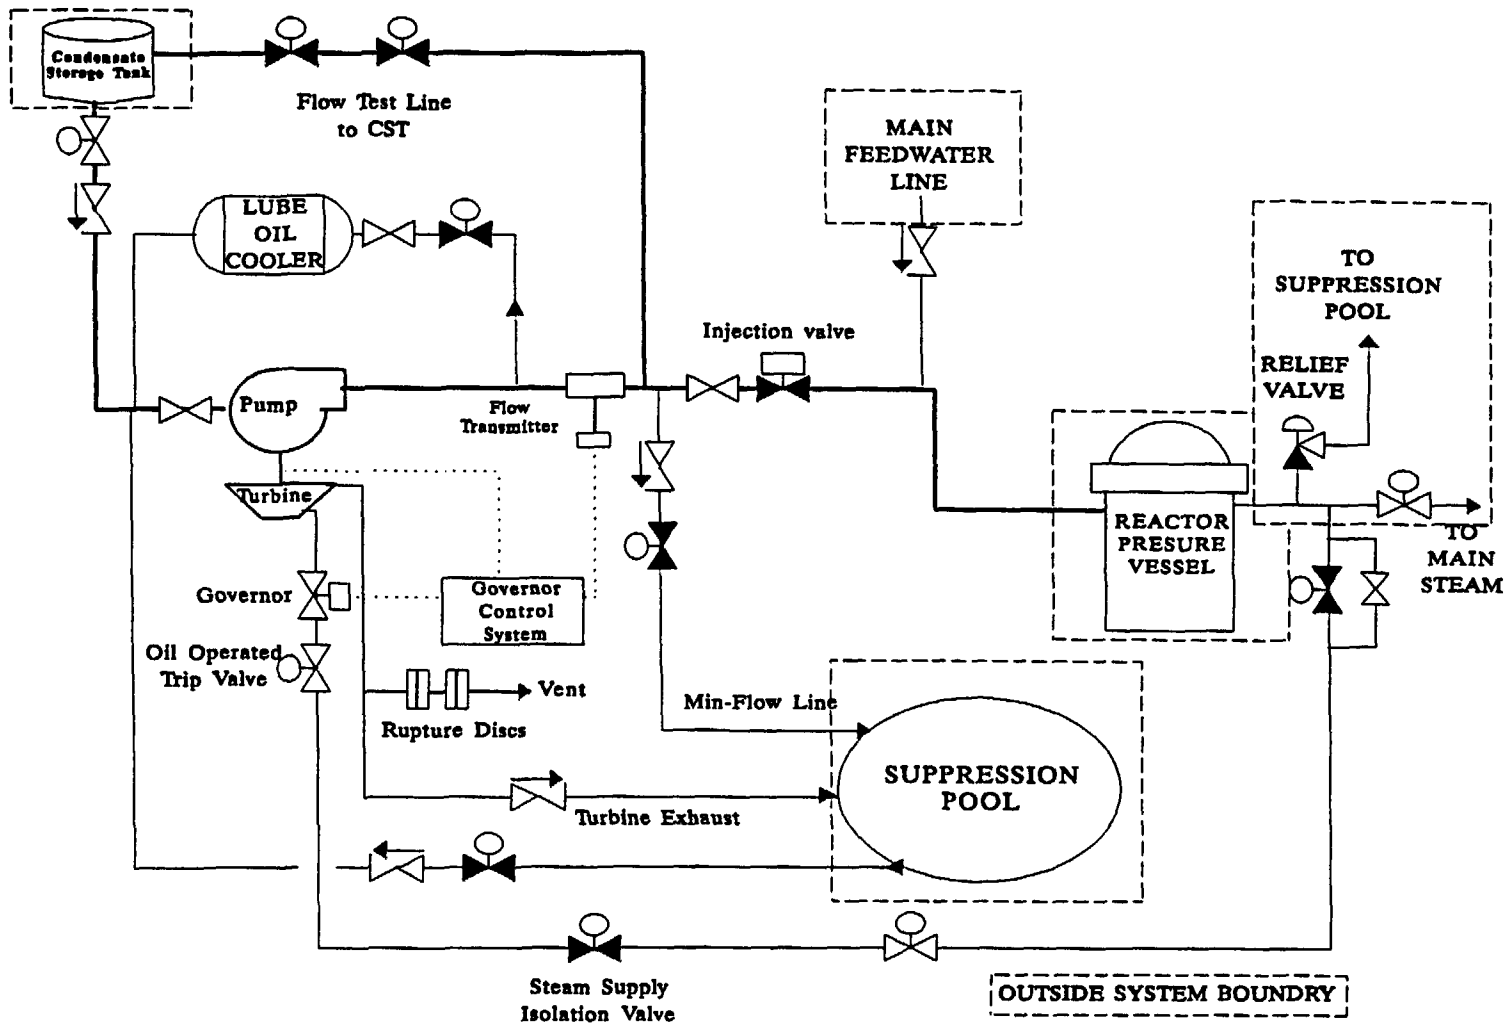 Condensate
Storage Tank
Flow Test Line
to CST
MAIN
FEEDWATER
LINE
LUBE
OIL
COOLER
TO
SUPPRESSION
POOL
Injection valve
RELIEF
VALVE
Pump
Flow
Transmitter
Turbine
REACTOR
PRESURE
VESSEL
TO
MAIN
STEAM
Governor
Governor
Control
System
Oil Operated
Trip Valve
Vent
Rupture Discs
Min-Flow Line
SUPPRESSION
POOL
Turbine Exhaust
Steam Supply
Isolation Valve
OUTSIDE SYSTEM BOUNDRY